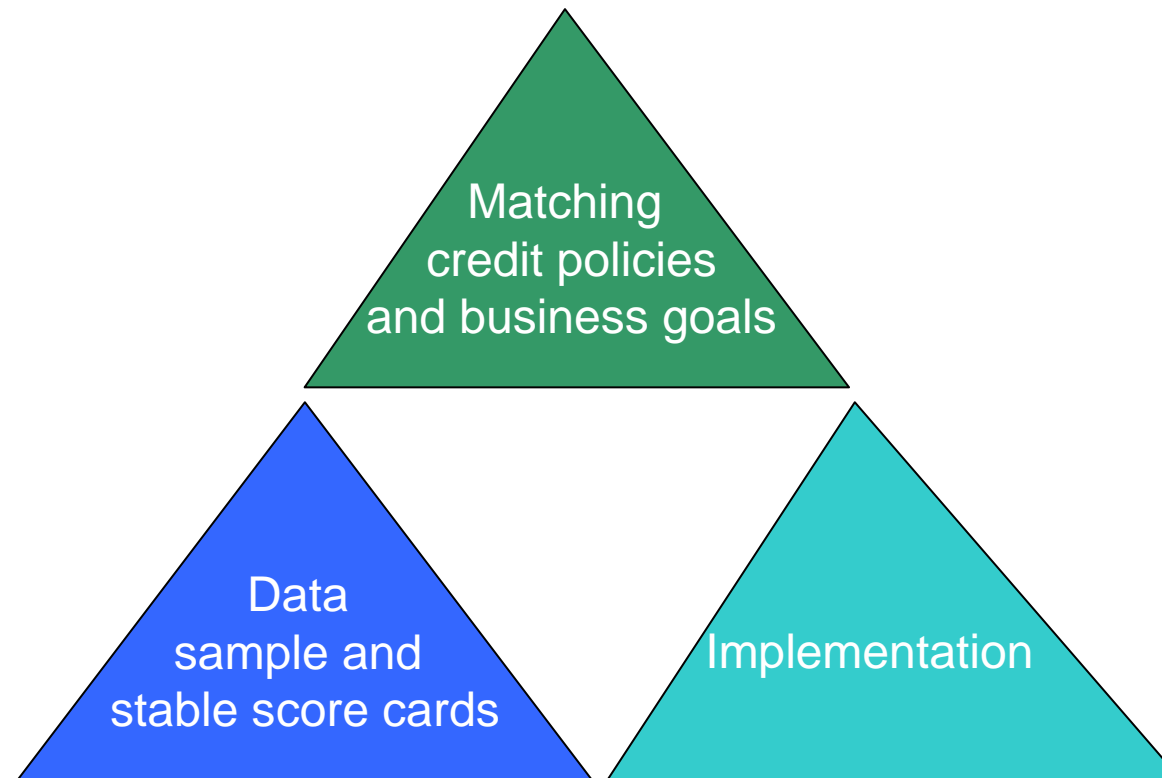 Matching
credit policies
and business goals
Data
sample and
stable score cards
Implementation